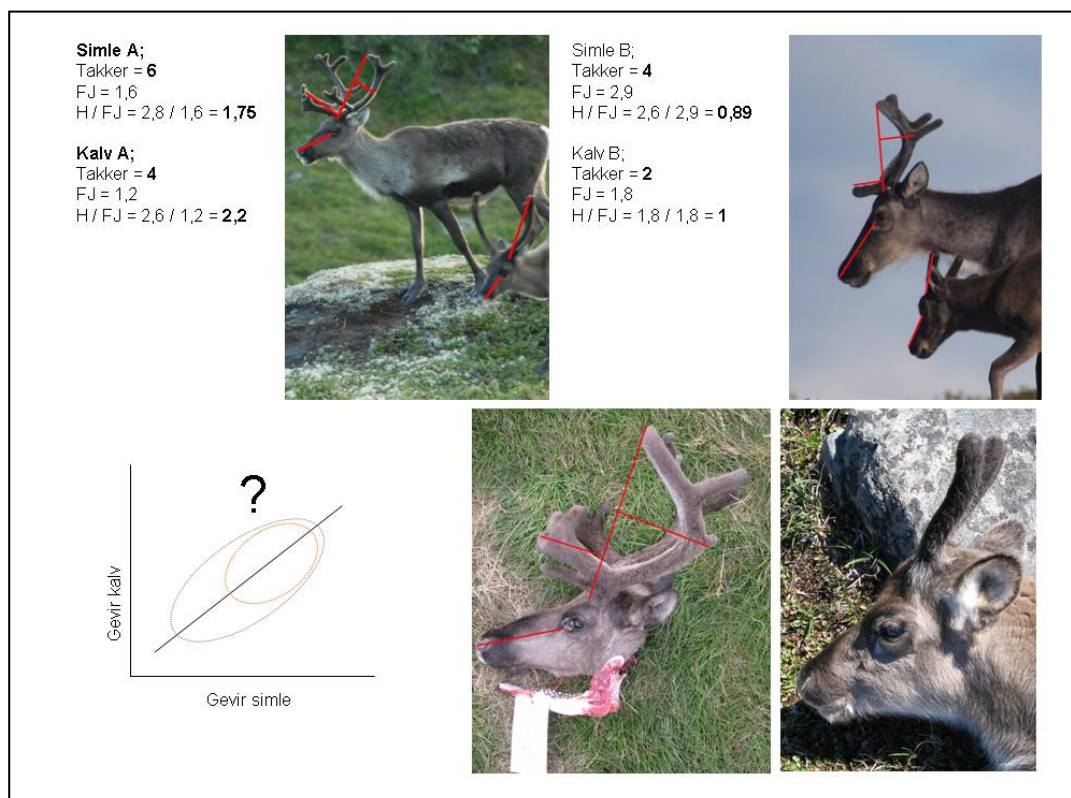 Simle A;
Takker = 6
FJ = 1,6
H / FJ = 2,8 / 1,6 = 1,75
Kalv A;
Takker = 4
FJ = 1,2
H / FJ = 2,6 / 1,2 = 2,2
Simle B;
Takker = 4
FJ = 2,9
H / FJ = 2,6 / 2,9 = 0,89
Kalv B;
Takker = 2
FJ = 1,8
H / FJ = 1,8 / 1,8 = 1
?
Gevir kalv
Gevir simle